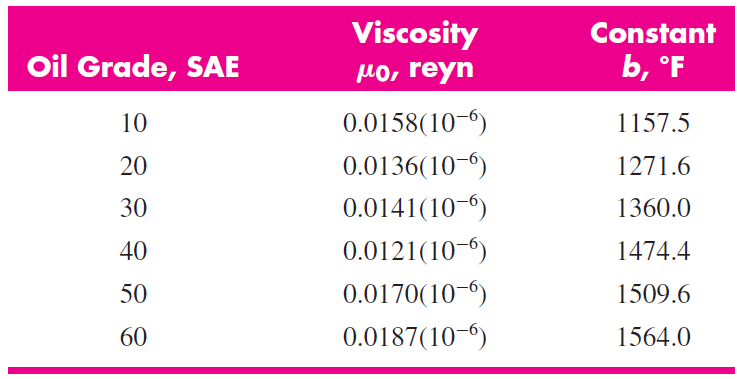 Viscosity Constant
Oil Grade, SAE μ0, reyn b, °F
10 0.0158(10⁻⁶) 1157.5
20 0.0136(10⁻⁶) 1271.6
30 0.0141(10⁻⁶) 1360.0
40 0.0121(10⁻⁶) 1474.4
50 0.0170(10⁻⁶) 1509.6
60 0.0187(10⁻⁶) 1564.0